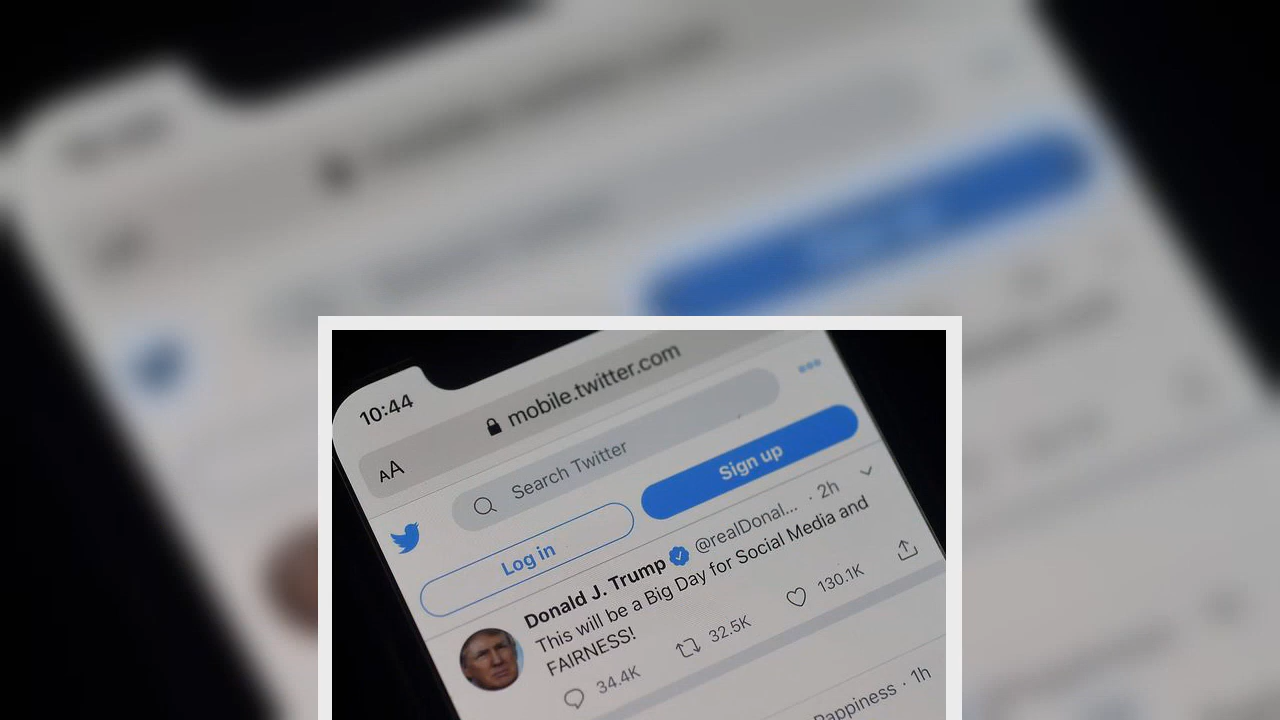 10:44
mobile.twitter.com
AA
Search Twitter
Log in
Sign up
Donald J. Trump @realDonal... · 2h
This will be a Big Day for Social Media and
FAIRNESS!
34.4K
32.5K
130.1K
· 1h